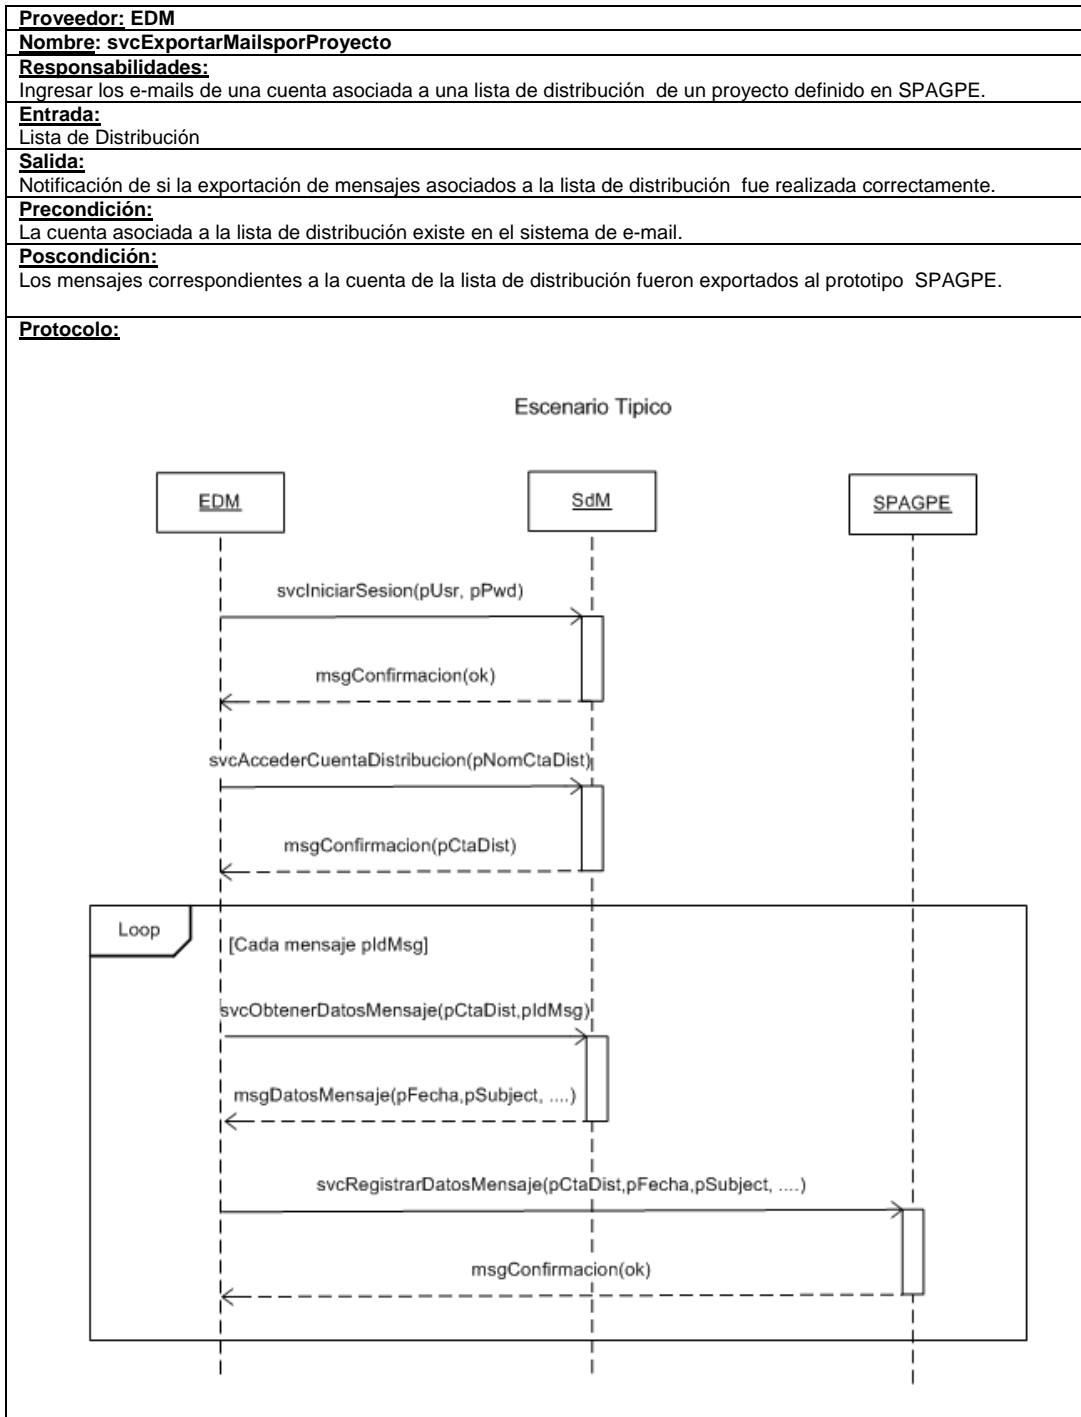 Proveedor: EDM
Nombre: svcExportarMailsporProyecto
Responsabilidades:
Ingresar los e-mails de una cuenta asociada a una lista de distribución de un proyecto definido en SPAGPE.
Entrada:
Lista de Distribución
Salida:
Notificación de si la exportación de mensajes asociados a la lista de distribución fue realizada correctamente.
Precondición:
La cuenta asociada a la lista de distribución existe en el sistema de e-mail.
Poscondición:
Los mensajes correspondientes a la cuenta de la lista de distribución fueron exportados al prototipo SPAGPE.
Protocolo:
Escenario Tipico
EDM
SdM
SPAGPE
svcIniciarSesion(pUsr, pPwd)
msgConfirmacion(ok)
svcAccederCuentaDistribucion(pNomCtaDist)
msgConfirmacion(pCtaDist)
Loop
[Cada mensaje pIdMsg]
svcObtenerDatosMensaje(pCtaDist,pIdMsg)
msgDatosMensaje(pFecha,pSubject, ....)
svcRegistrarDatosMensaje(pCtaDist,pFecha,pSubject, ....)
msgConfirmacion(ok)